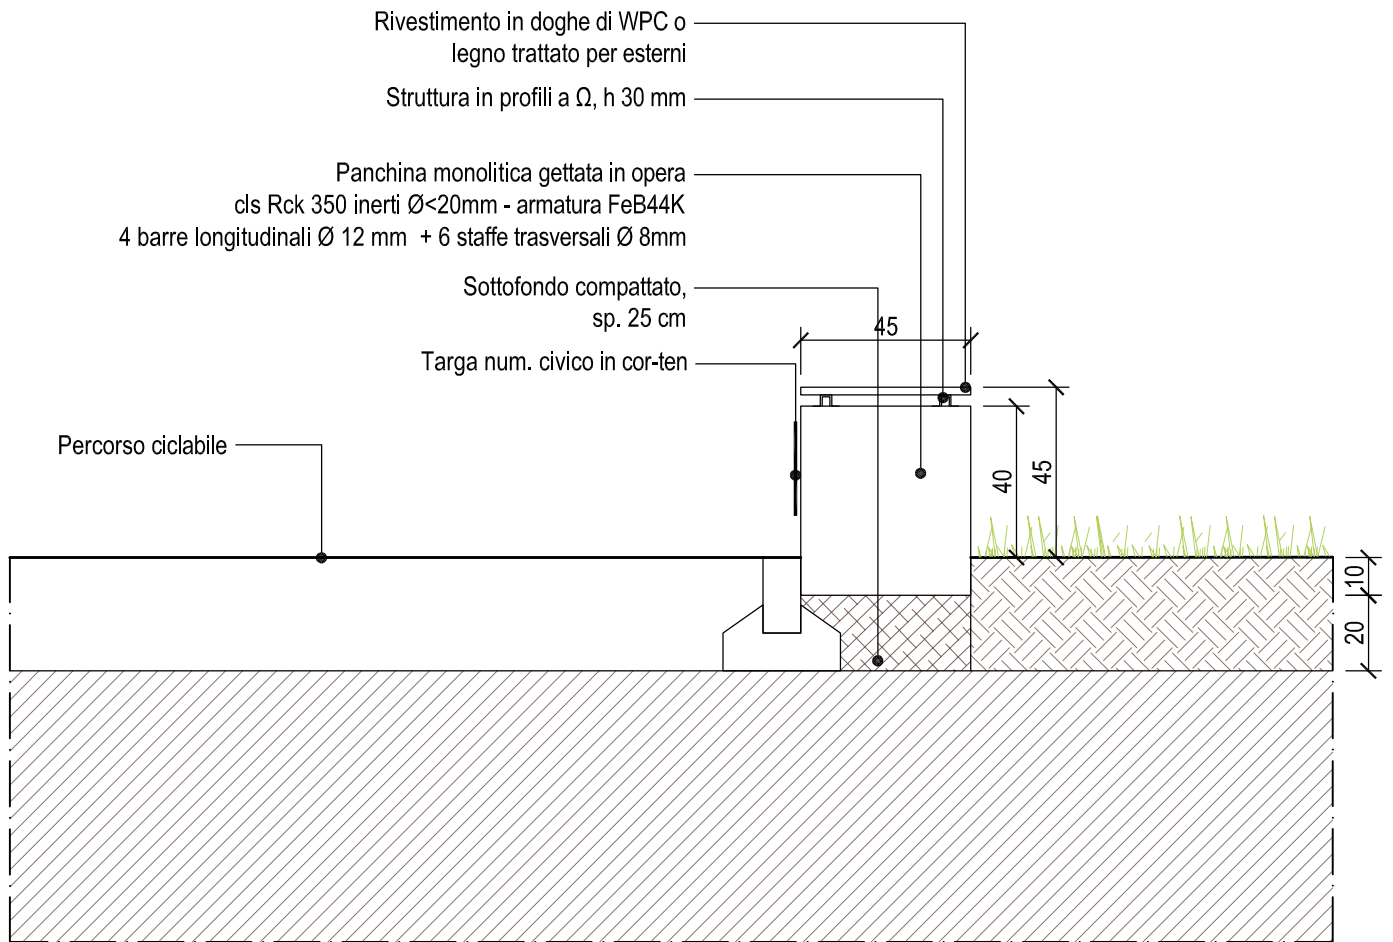 Rivestimento in doghe di WPC o
legno trattato per esterni
Struttura in profili a Ω, h 30 mm
Panchina monolitica gettata in opera
cls Rck 350 inerti Ø<20mm - armatura FeB44K
4 barre longitudinali Ø 12 mm + 6 staffe trasversali Ø 8mm
Sottofondo compattato,
sp. 25 cm
45
Targa num. civico in cor-ten
Percorso ciclabile
40
45
10
20